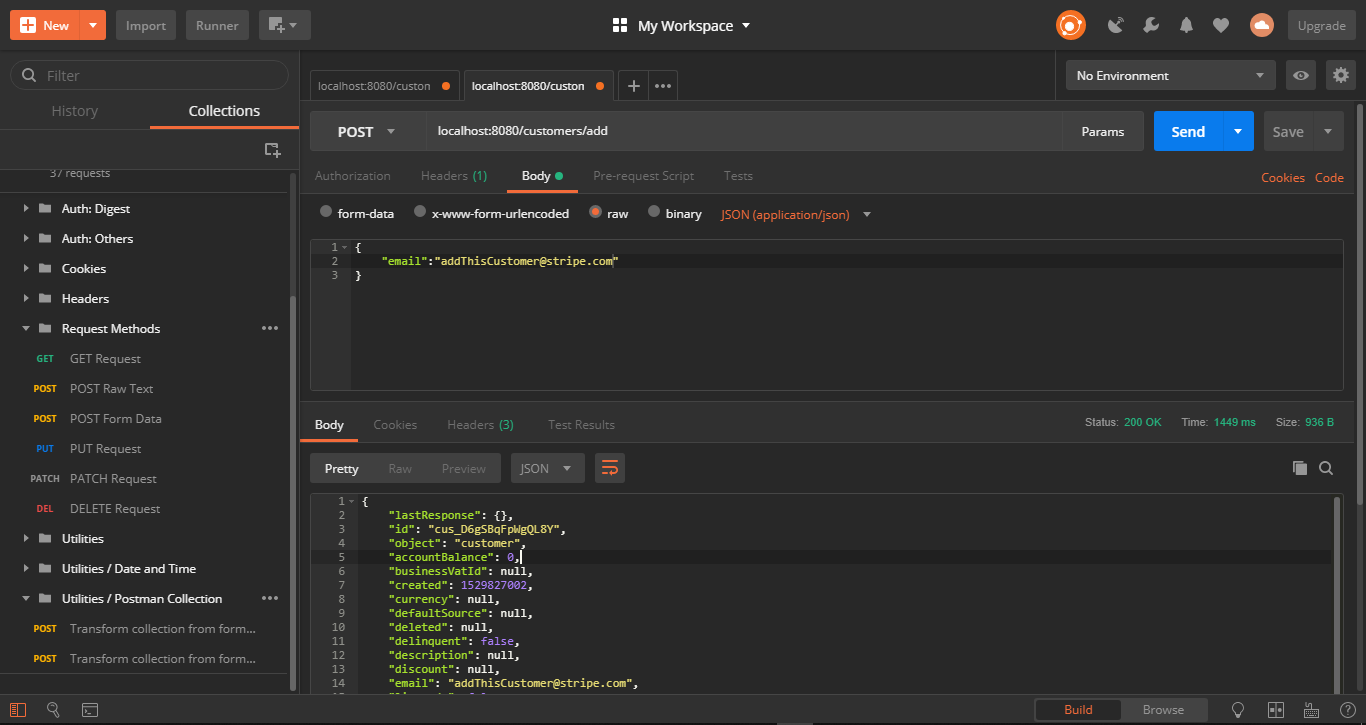 New
Import
Runner
My Workspace
Upgrade
Filter
History
Collections
37 requests
Auth: Digest
Auth: Others
Cookies
Headers
Request Methods
GET GET Request
POST POST Raw Text
POST POST Form Data
PUT PUT Request
PATCH PATCH Request
DEL DELETE Request
Utilities
Utilities / Date and Time
Utilities / Postman Collection
POST Transform collection from form...
POST Transform collection from form...
localhost:8080/custon
localhost:8080/custon
No Environment
POST
localhost:8080/customers/add
Params
Send
Save
Authorization
Headers (1)
Body
Pre-request Script
Tests
Cookies
Code
form-data
x-www-form-urlencoded
raw
binary
JSON (application/json)
1 {
2 "email":"addThisCustomer@stripe.com"
3 }
Body
Cookies
Headers (3)
Test Results
Status: 200 OK
Time: 1449 ms
Size: 936 B
Pretty
Raw
Preview
JSON
1 {
2 "lastResponse": {},
3 "id": "cus_D6gSBqFpWgQL8Y",
4 "object": "customer",
5 "accountBalance": 0,
6 "businessVatId": null,
7 "created": 1529827002,
8 "currency": null,
9 "defaultSource": null,
10 "deleted": null,
11 "delinquent": false,
12 "description": null,
13 "discount": null,
14 "email": "addThisCustomer@stripe.com",
Build
Browse